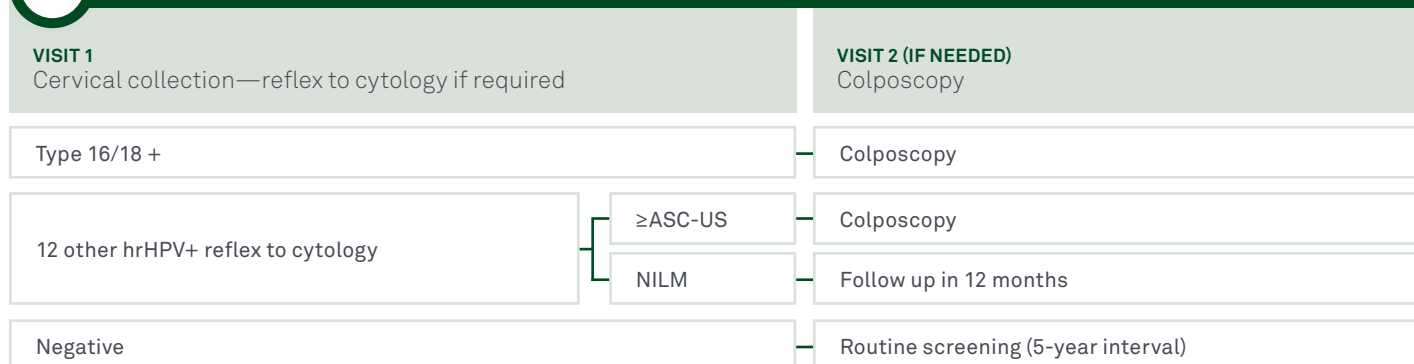 VISIT 1
Cervical collection—reflex to cytology if required
VISIT 2 (IF NEEDED)
Colposcopy
Type 16/18 +
Colposcopy
12 other hrHPV+ reflex to cytology
≥ASC-US
Colposcopy
NILM
Follow up in 12 months
Negative
Routine screening (5-year interval)